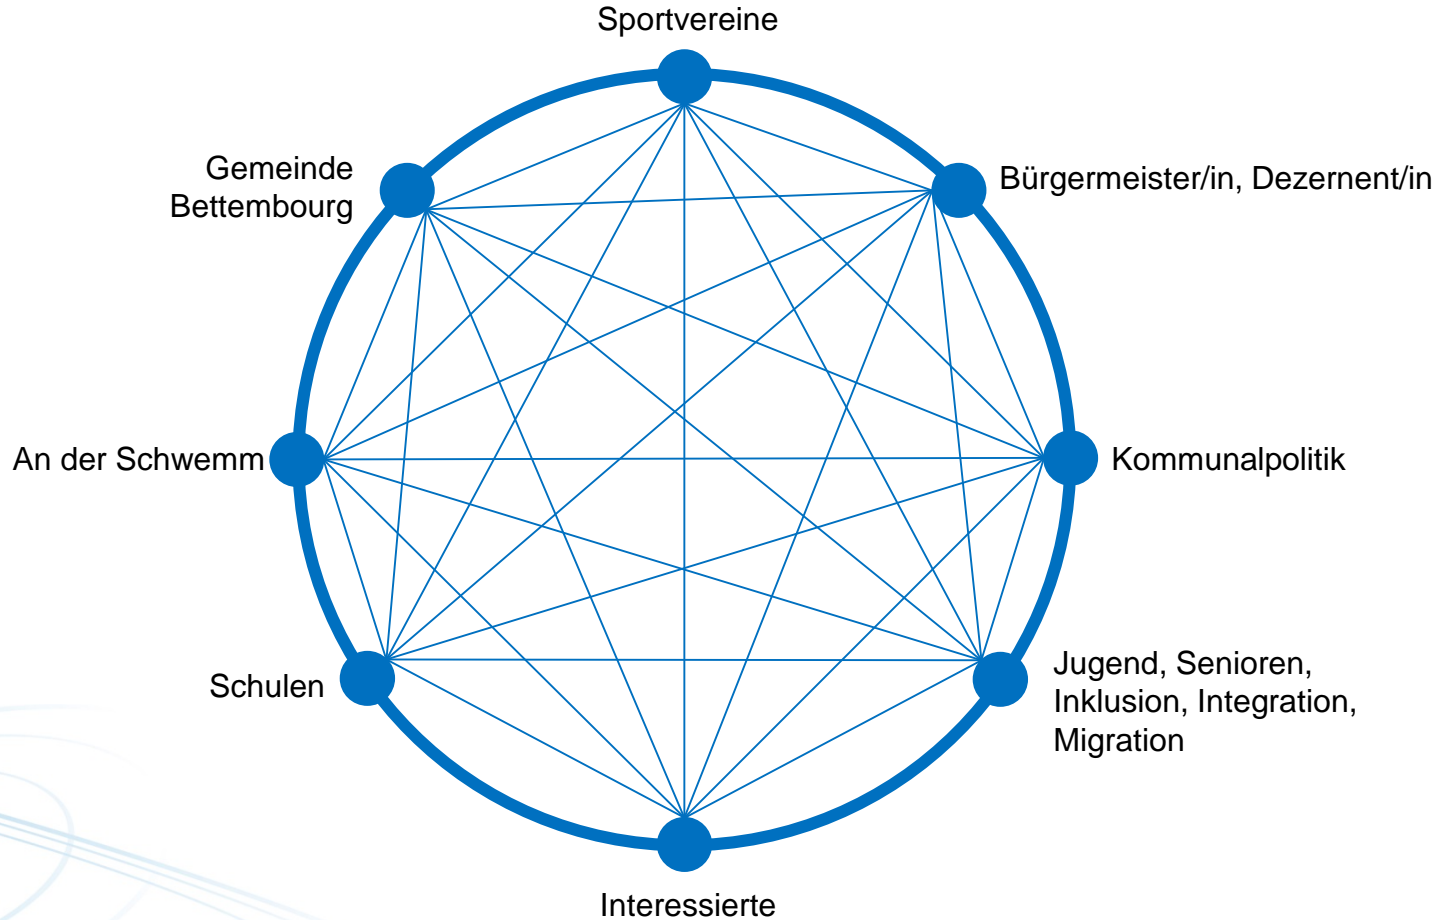 Sportvereine
Gemeinde
Bettembourg
Bürgermeister/in, Dezernent/in
An der Schwemm
Kommunalpolitik
Schulen
Jugend, Senioren,
Inklusion, Integration,
Migration
Interessierte